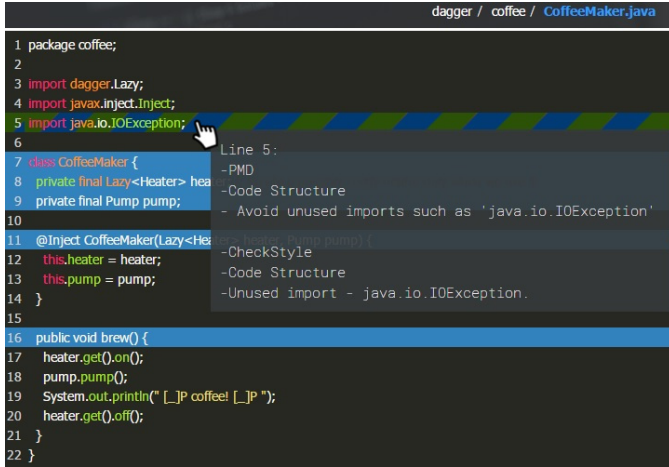 dagger / coffee / CoffeeMaker.java
1 package coffee;
2
3 import dagger.Lazy;
4 import javax.inject.Inject;
5 import java.io.IOException;
6
7 class CoffeeMaker {
8 private final Lazy<Heater> hea
9 private final Pump pump;
10
11 @Inject CoffeeMaker(Lazy<Heater> heater, Pump pump) {
12 this.heater = heater;
13 this.pump = pump;
14 }
15
16 public void brew() {
17 heater.get().on();
18 pump.pump();
19 System.out.println(" [_]P coffee! [_]P ");
20 heater.get().off();
21 }
22 }
Line 5:
-PMD
-Code Structure
- Avoid unused imports such as 'java.io.IOException'
-CheckStyle
-Code Structure
-Unused import - java.io.IOException.